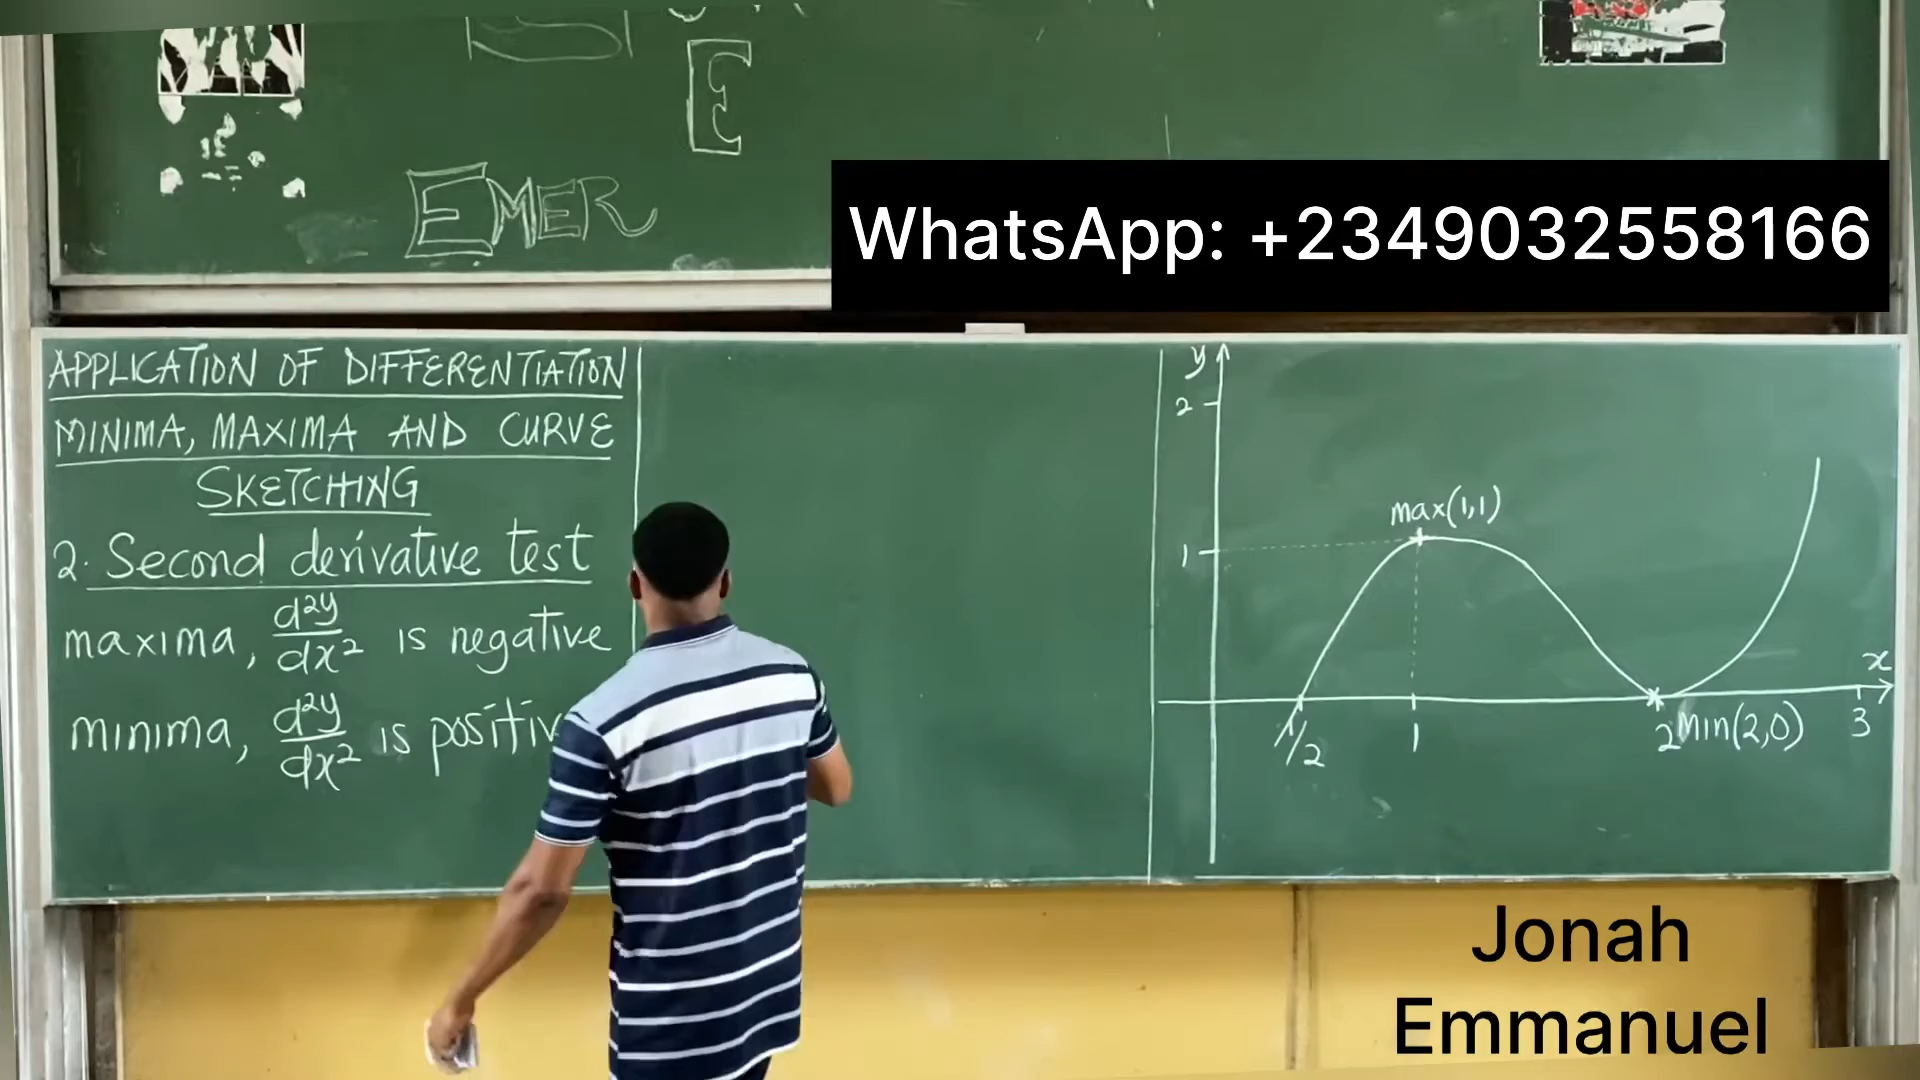 E
EMER
WhatsApp: +2349032558166
APPLICATION OF DIFFERENTIATION
MINIMA, MAXIMA AND CURVE
SKETCHING
2. Second derivative test
maxima, d²y/dx² is negative
minima, d²y/dx² is positiv
y
2
max(1,1)
1
x
1/2
1
2
Min(2,0)
3
Jonah
Emmanuel